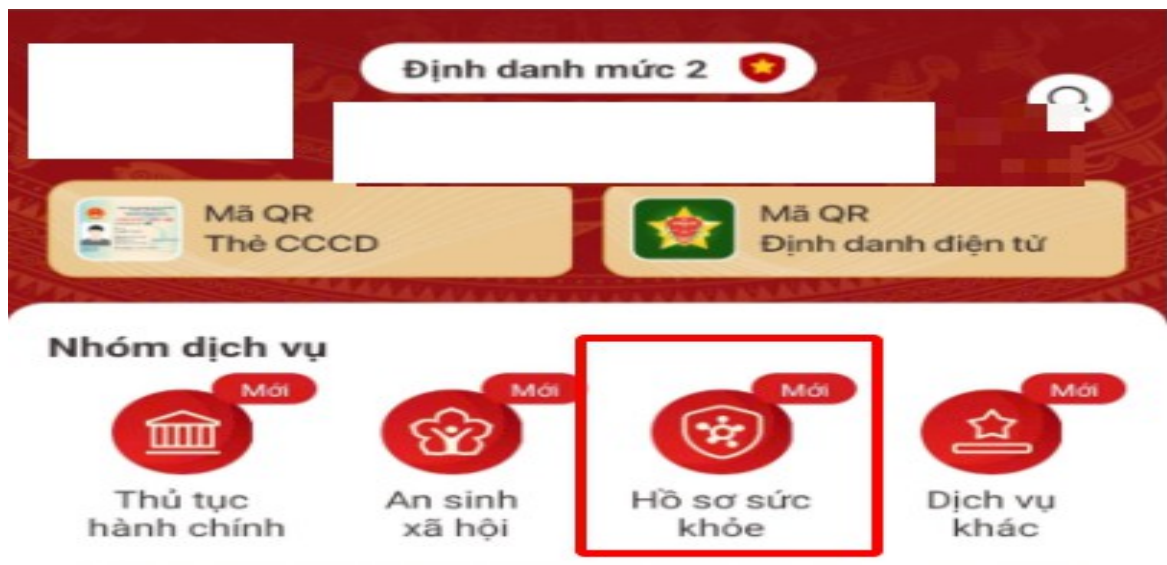 Định danh mức 2
Mã QR
Thẻ CCCD
Mã QR
Định danh điện tử
Nhóm dịch vụ
Mới
Mới
Mới
Mới
Thủ tục
hành chính
An sinh
xã hội
Hồ sơ sức
khỏe
Dịch vụ
khác